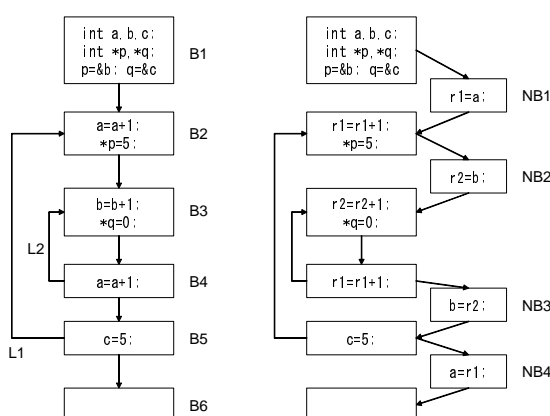 int a,b,c;
int *p,*q;
p=&b; q=&c
B1
a=a+1;
*p=5;
B2
b=b+1;
*q=0;
B3
L2
a=a+1;
B4
c=5;
B5
L1
B6
int a,b,c;
int *p,*q;
p=&b; q=&c
r1=a;
NB1
r1=r1+1;
*p=5;
r2=b;
NB2
r2=r2+1;
*q=0;
r1=r1+1;
b=r2;
NB3
c=5;
a=r1;
NB4